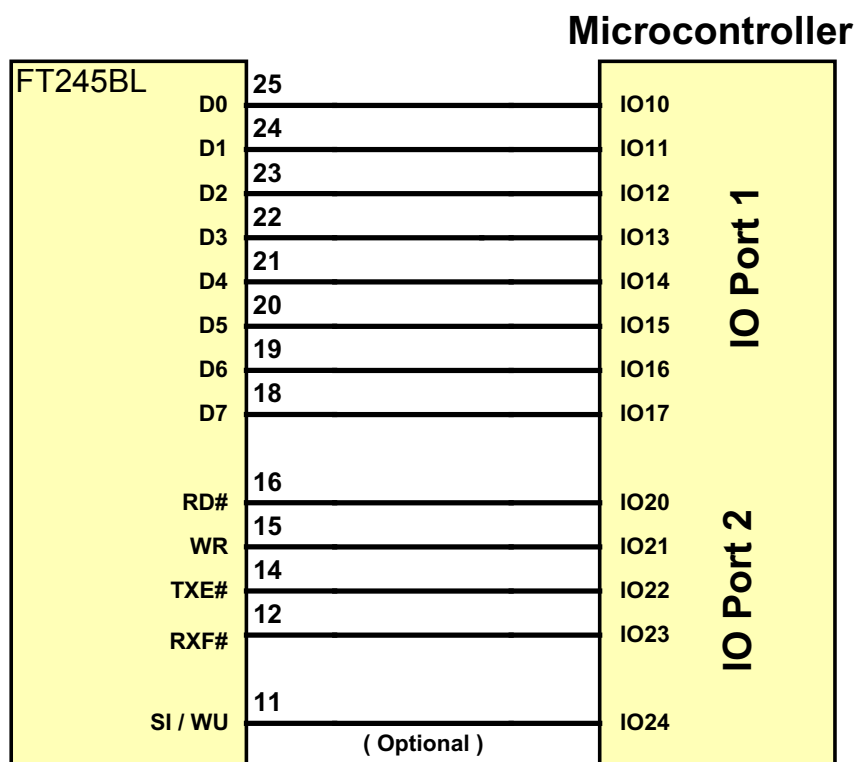 Microcontroller
FT245BL
D0 25 IO10
D1 24 IO11
D2 23 IO12
D3 22 IO13
D4 21 IO14
D5 20 IO15
D6 19 IO16
D7 18 IO17
IO Port 1
RD# 16 IO20
WR 15 IO21
TXE# 14 IO22
RXF# 12 IO23
IO Port 2
SI / WU 11 IO24
( Optional )